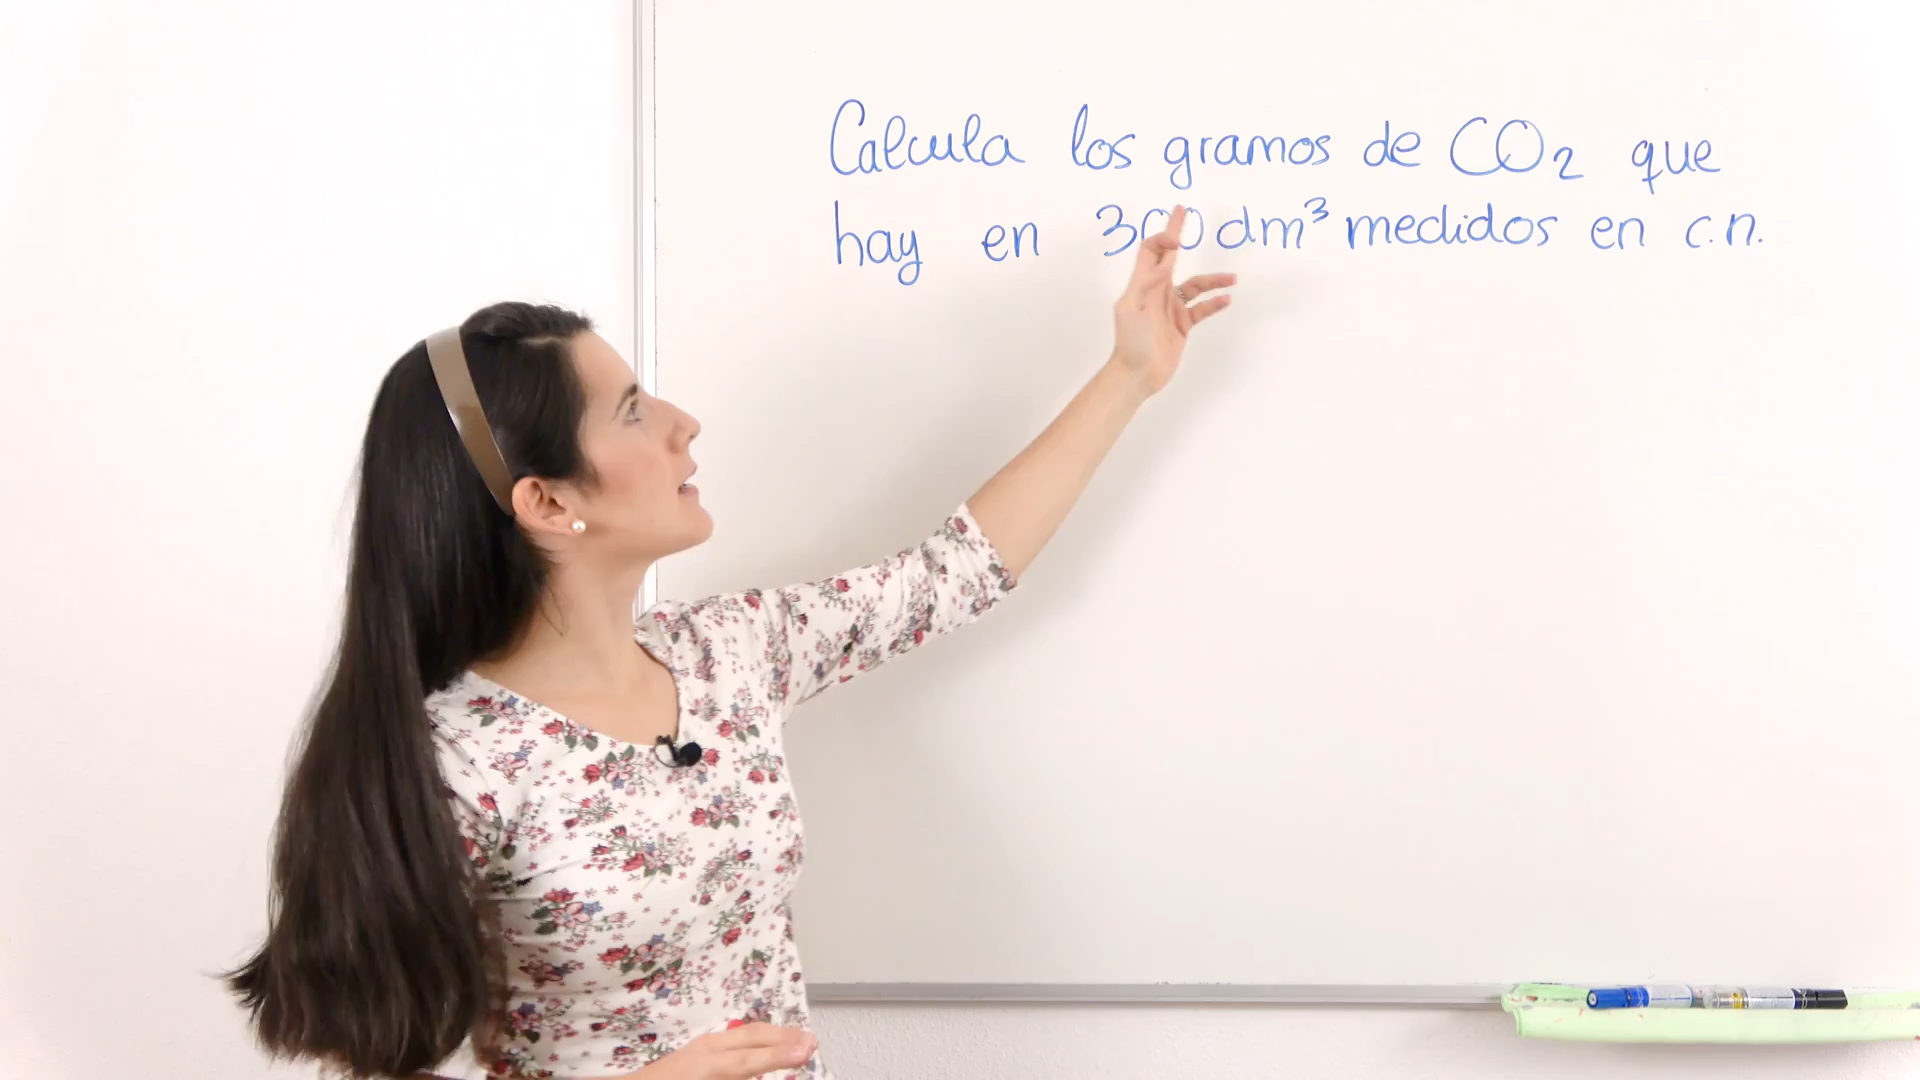 Calcula los gramos de CO₂ que
hay en 300 dm³ medidos en c.n.